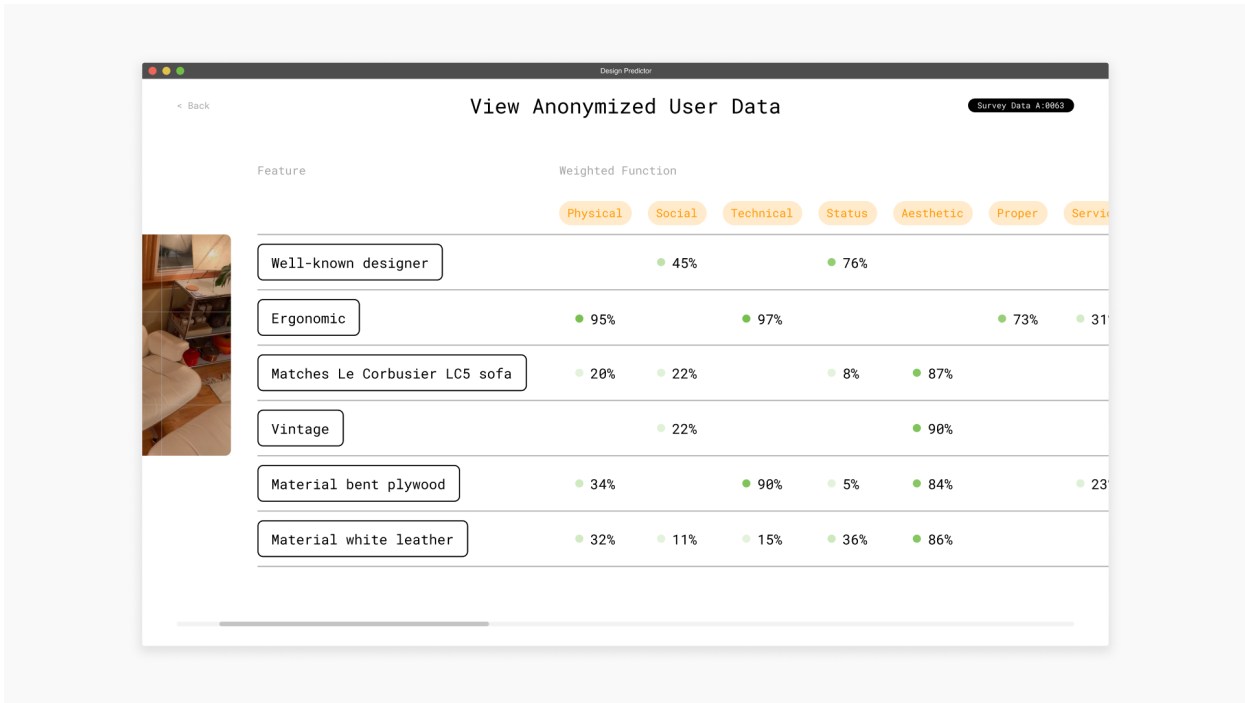 Design Predictor
< Back
View Anonymized User Data
Survey Data A:0063
Feature Weighted Function
Physical Social Technical Status Aesthetic Proper
Well-known designer 45% 76%
Ergonomic 95% 97% 73% 31
Matches Le Corbusier LC5 sofa 20% 22% 8% 87%
Vintage 22% 90%
Material bent plywood 34% 90% 5% 84% 23
Material white leather 32% 11% 15% 36% 86%